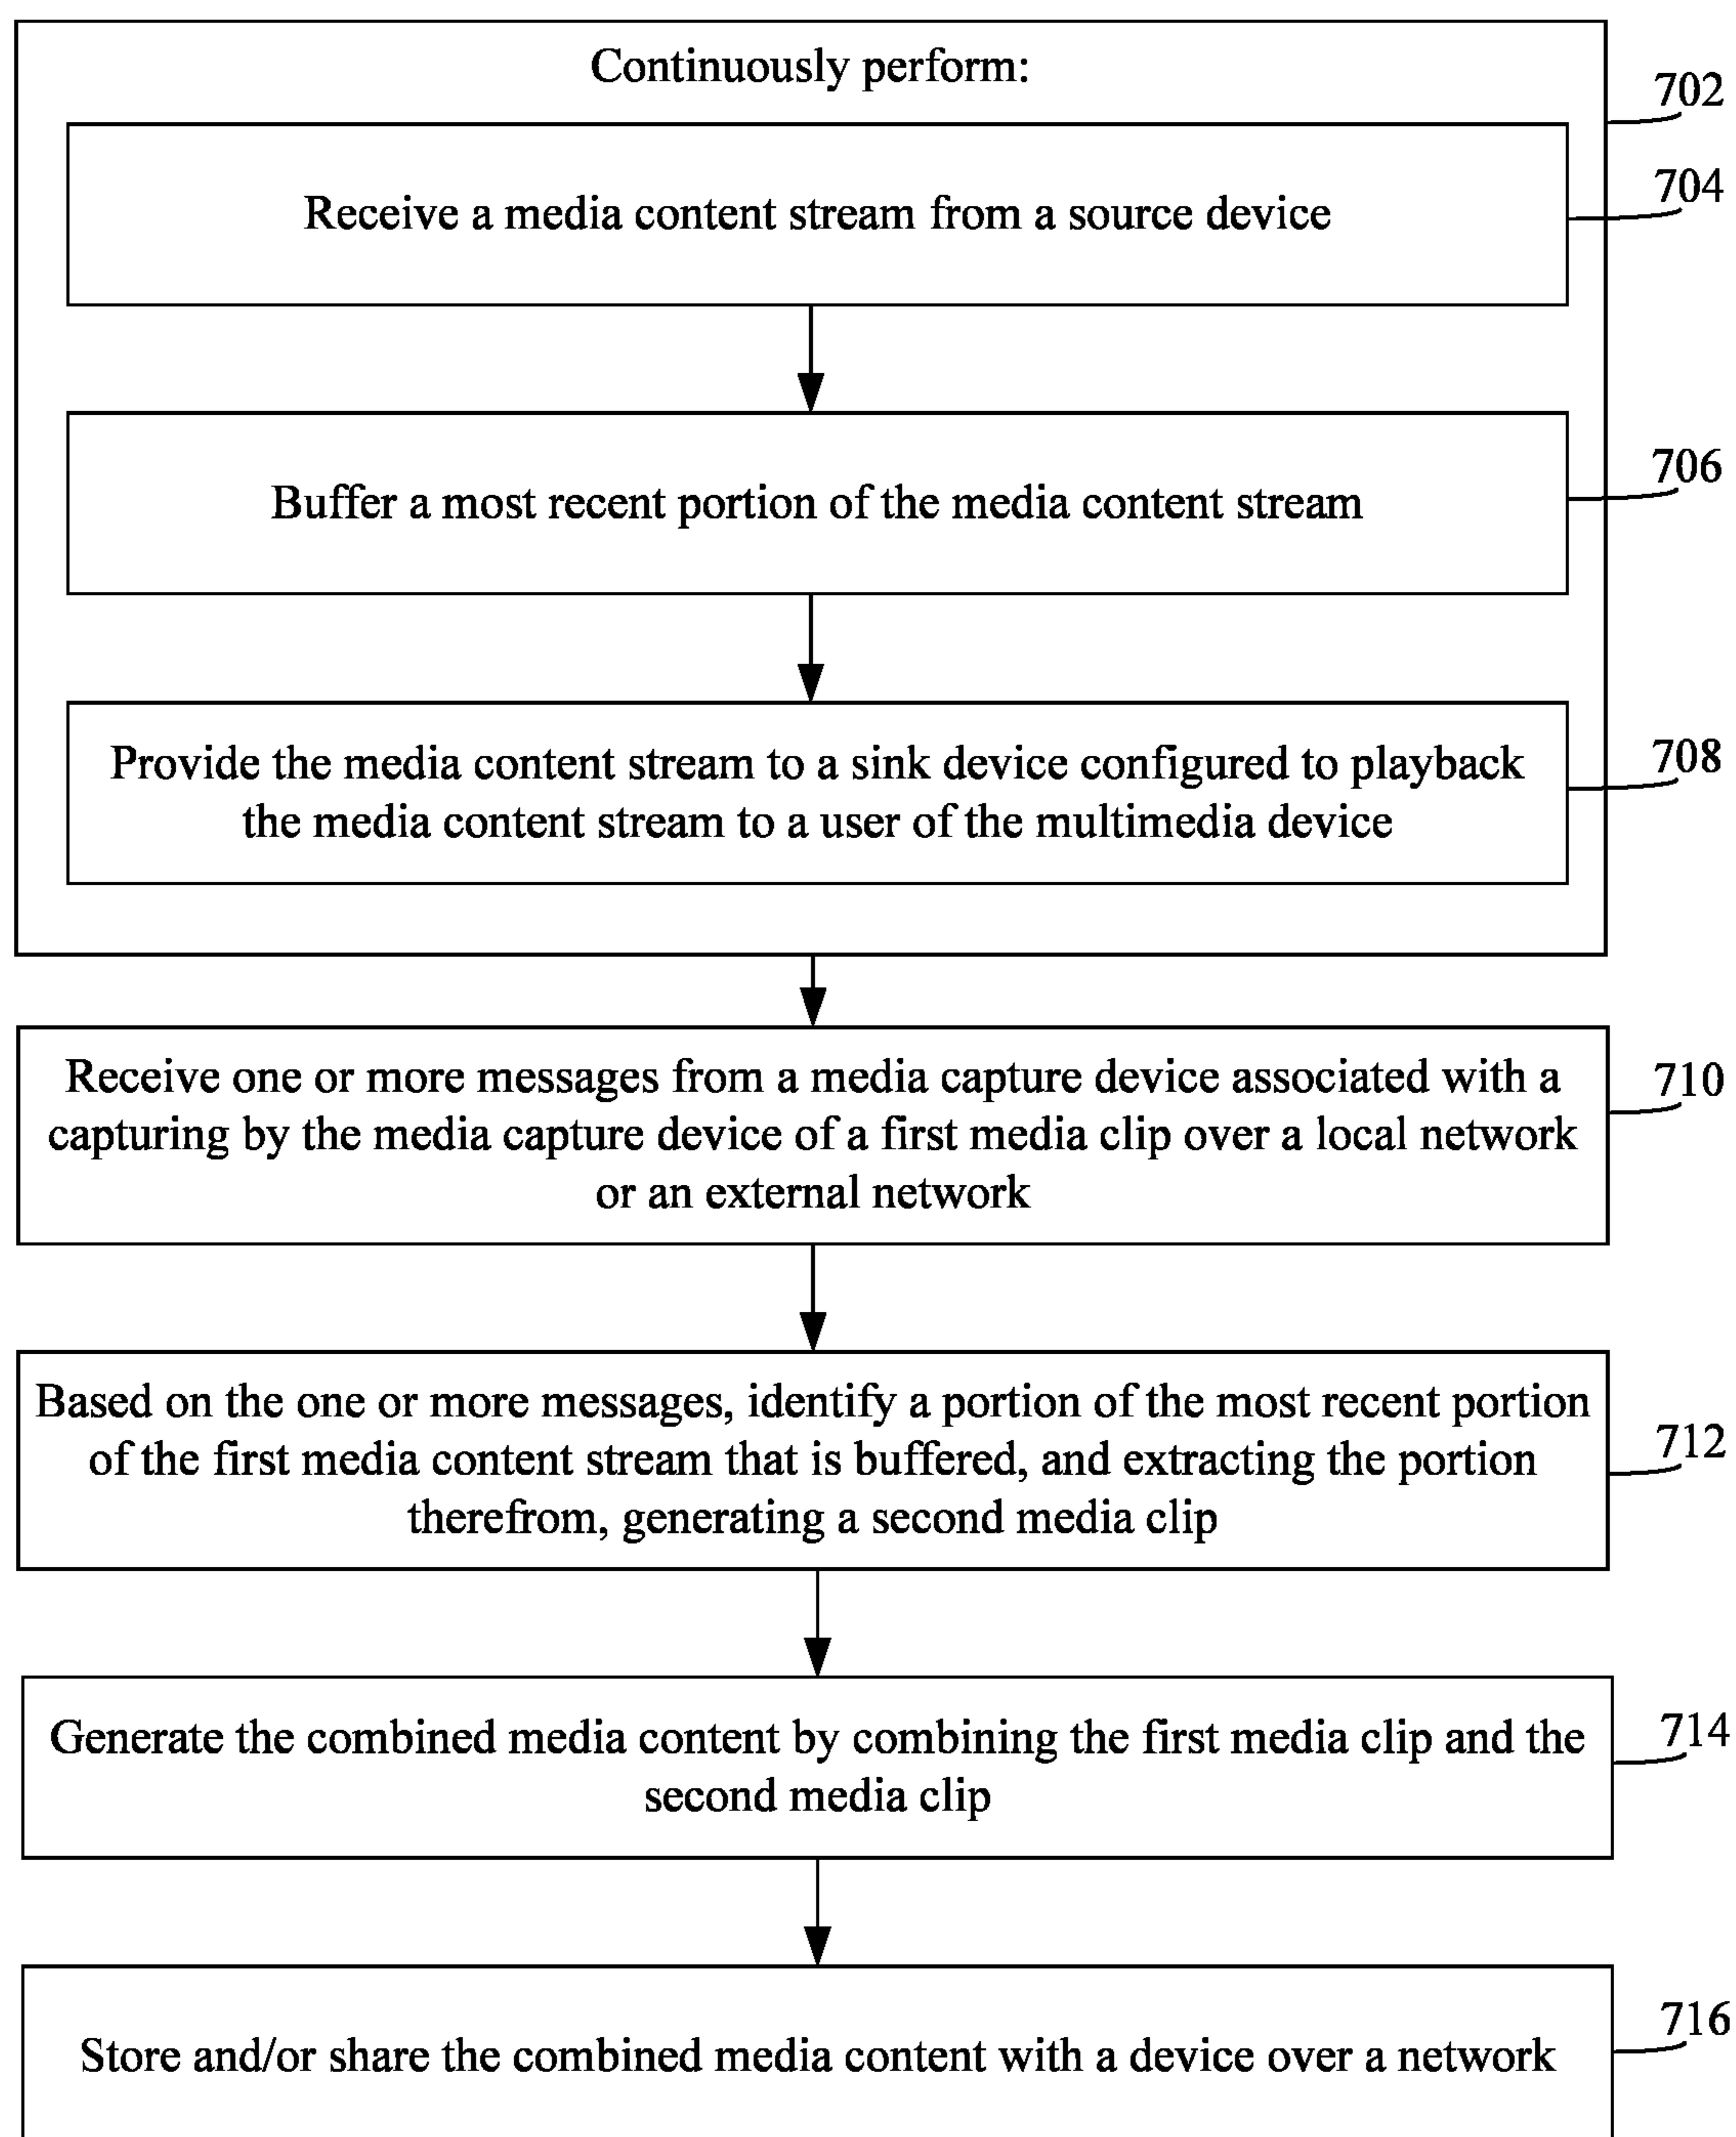 Continuously perform:
702
Receive a media content stream from a source device
704
Buffer a most recent portion of the media content stream
706
Provide the media content stream to a sink device configured to playback
the media content stream to a user of the multimedia device
708
Receive one or more messages from a media capture device associated with a
capturing by the media capture device of a first media clip over a local network
or an external network
710
Based on the one or more messages, identify a portion of the most recent portion
of the first media content stream that is buffered, and extracting the portion
therefrom, generating a second media clip
712
Generate the combined media content by combining the first media clip and the
second media clip
714
Store and/or share the combined media content with a device over a network
716